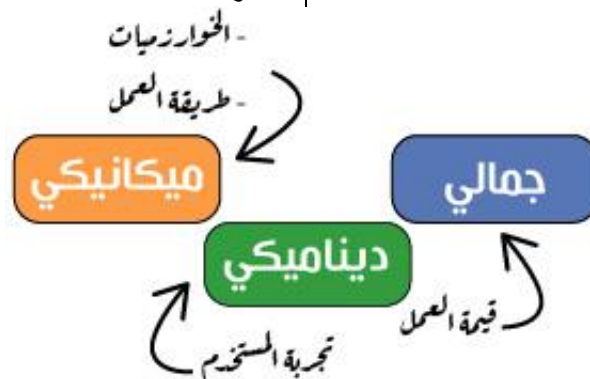 - الخوارزميات
- طريقة العمل
جمالي
ميكانيكي
ديناميكي
قيمة العمل
تجربة المستخدم